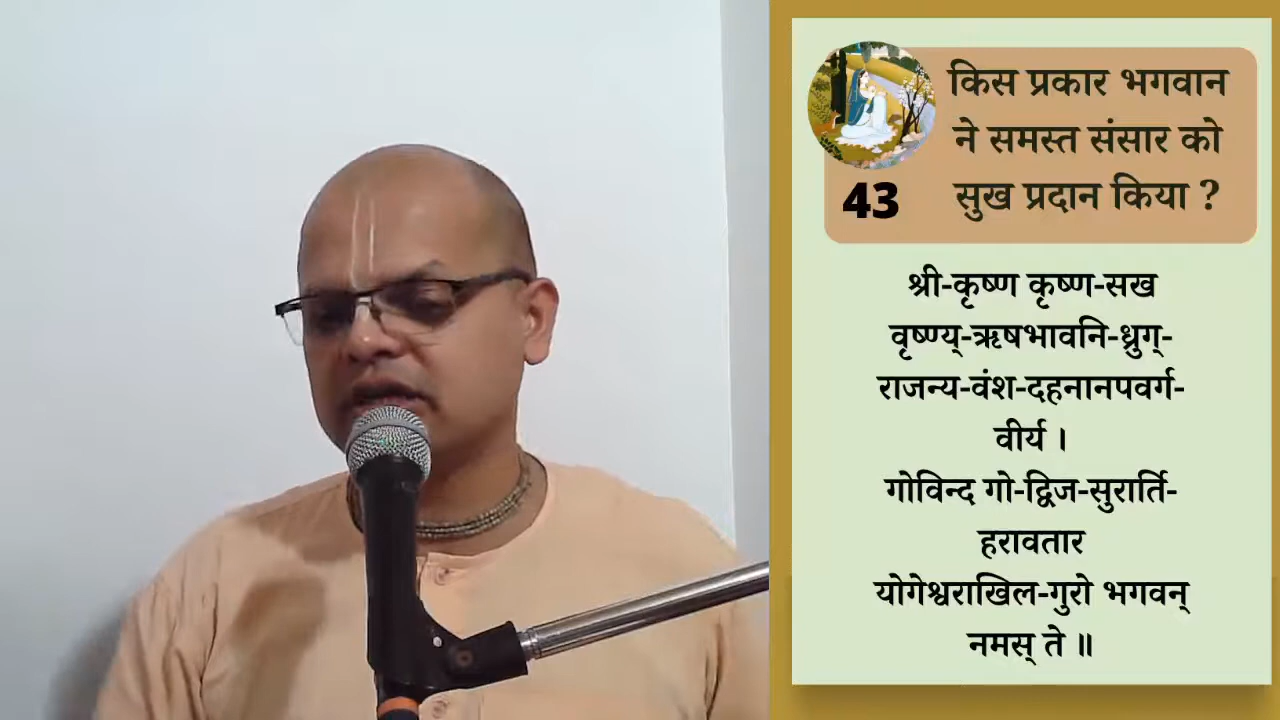 किस प्रकार भगवान
ने समस्त संसार को
43
सुख प्रदान किया ?
श्री-कृष्ण कृष्ण-सख
वृष्ण्य्-ऋषभावनि-ध्रुग्-
राजन्य-वंश-दहनानपवर्ग-
वीर्य ।
गोविन्द गो-द्विज-सुरार्ति-
हरावतार
योगेश्वराखिल-गुरो भगवन्
नमस् ते ॥